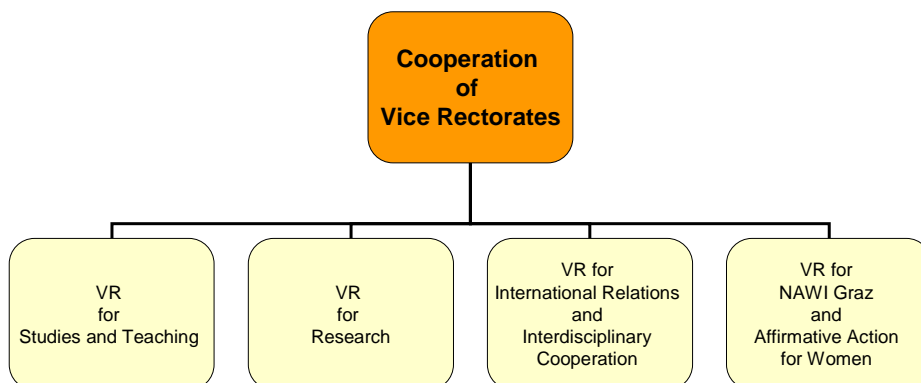 Cooperation
of
Vice Rectorates
VR
for
Studies and Teaching
VR
for
Research
VR for
International Relations
and
Interdisciplinary
Cooperation
VR for
NAWI Graz
and
Affirmative Action
for Women